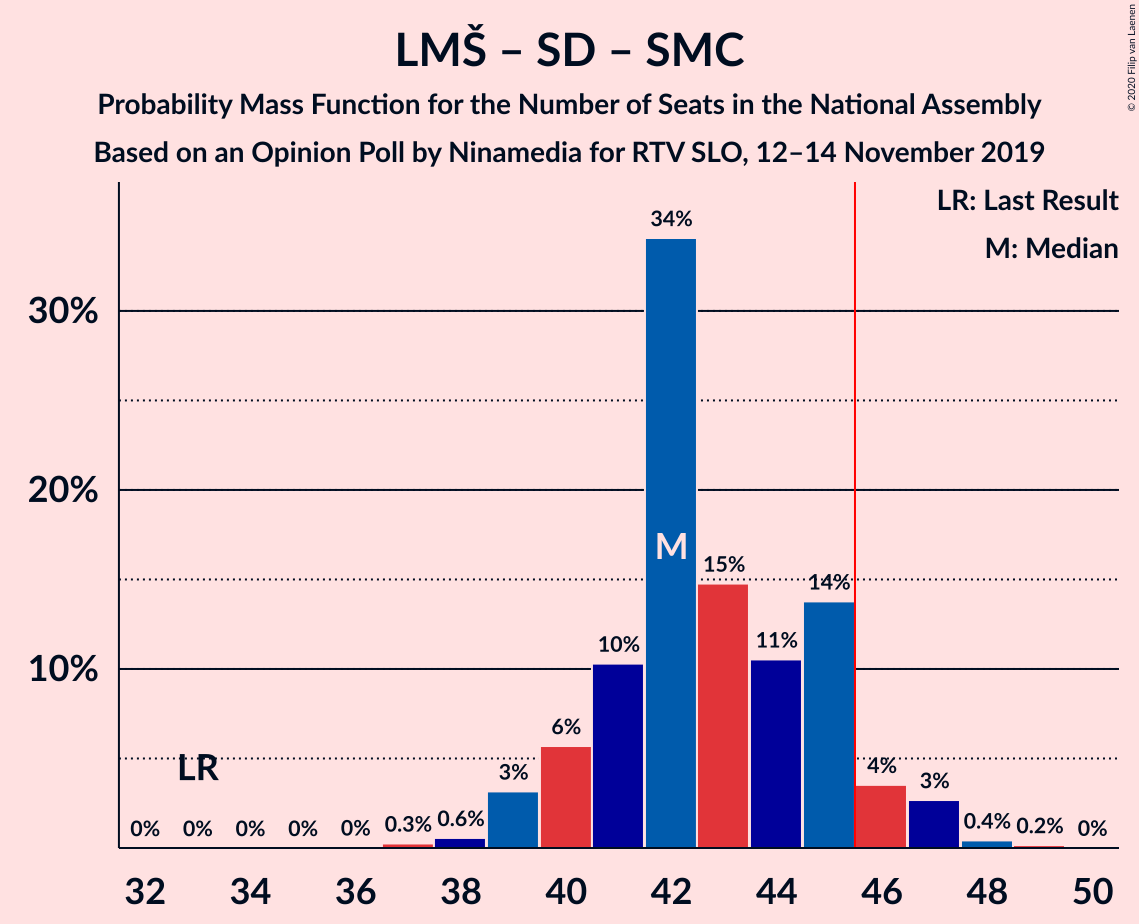 LMŠ – SD – SMC
Probability Mass Function for the Number of Seats in the National Assembly
Based on an Opinion Poll by Ninamedia for RTV SLO, 12–14 November 2019
© 2020 Filip van Laenen
LR: Last Result
M: Median
30%
20%
10%
LR
M
0%
0%
0%
0%
0%
0.3%
0.6%
3%
6%
10%
34%
15%
11%
14%
4%
3%
0.4%
0.2%
0%
32 34 36 38 40 42 44 46 48 50